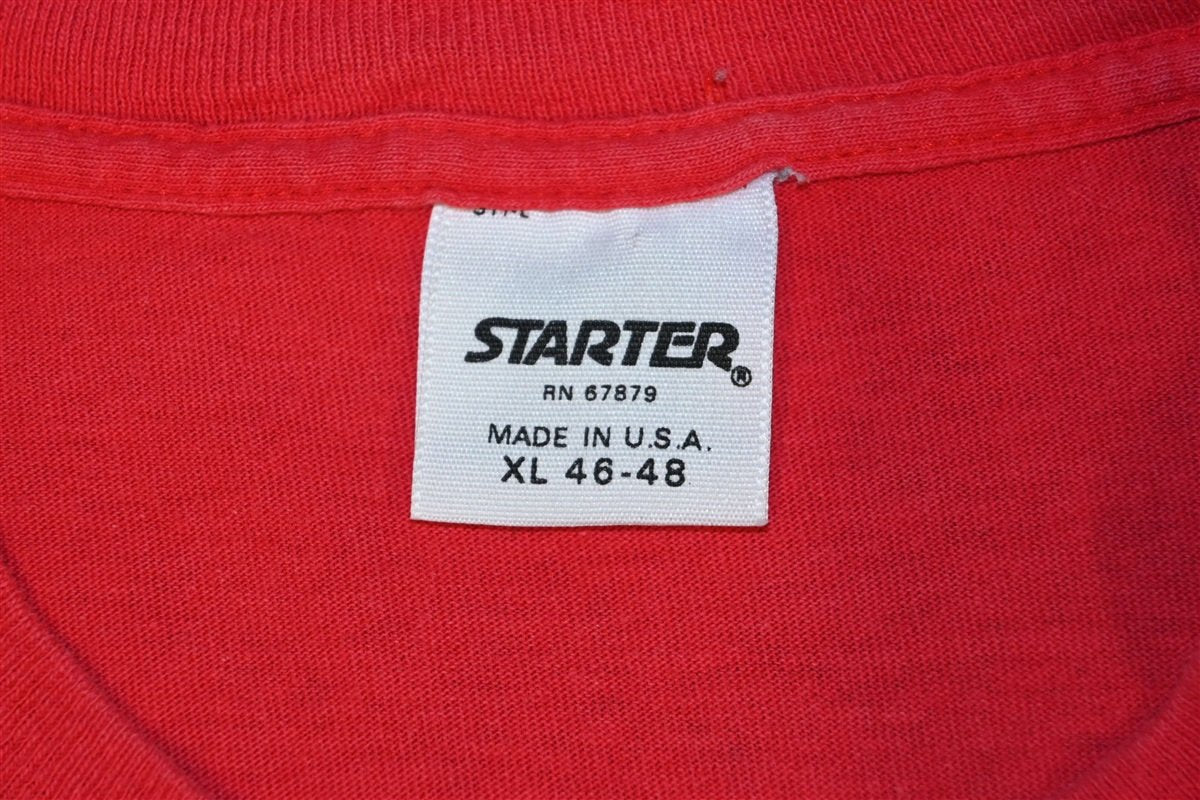 STARTER®
RN 67879
MADE IN U.S.A.
XL 46-48